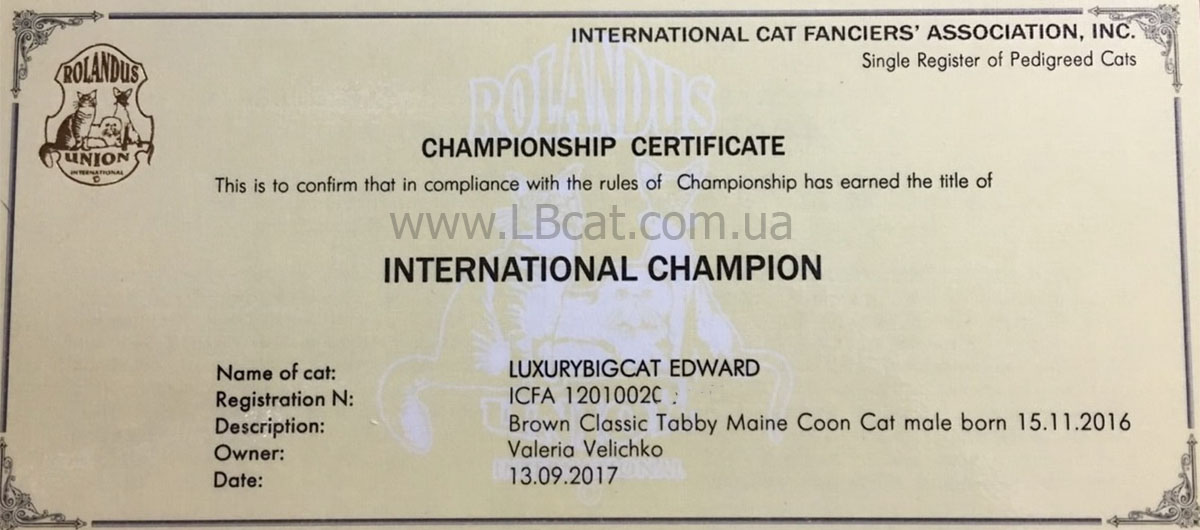 INTERNATIONAL CAT FANCIERS' ASSOCIATION, INC.
Single Register of Pedigreed Cats
ROLANDUS
UNION
INTERNATIONAL
ROLANDUS
CHAMPIONSHIP CERTIFICATE
This is to confirm that in compliance with the rules of Championship has earned the title of
www.LBcat.com.ua
INTERNATIONAL CHAMPION
Name of cat: LUXURYBIGCAT EDWARD
Registration N: ICFA
Description: Brown Classic Tabby Maine Coon Cat male born 15.11.2016
Owner: Valeria Velichko
Date: 13.09.2017